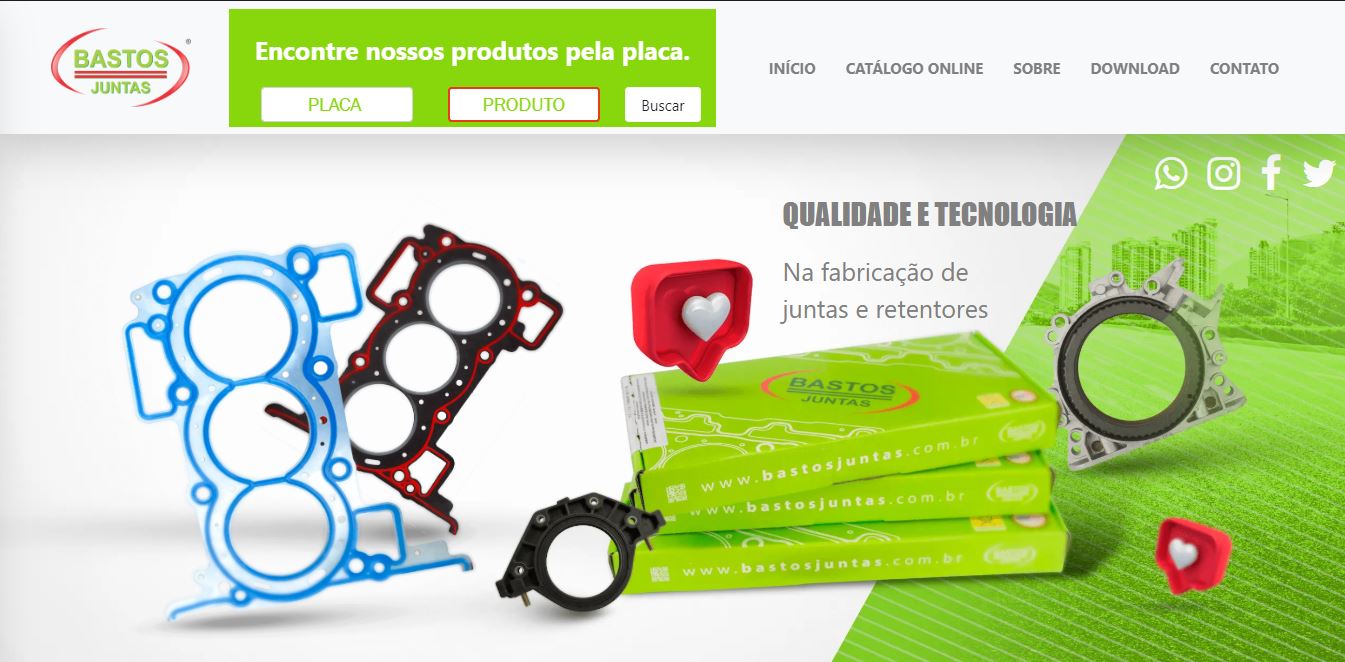 BASTOS
JUNTAS
®
Encontre nossos produtos pela placa.
PLACA
PRODUTO
Buscar
INÍCIO
CATÁLOGO ONLINE
SOBRE
DOWNLOAD
CONTATO
QUALIDADE E TECNOLOGIA
Na fabricação de
juntas e retentores
BASTOS
JUNTAS
www.bastosjuntas.com.br
www.bastosjuntas.com.br
www.bastosjuntas.com.br